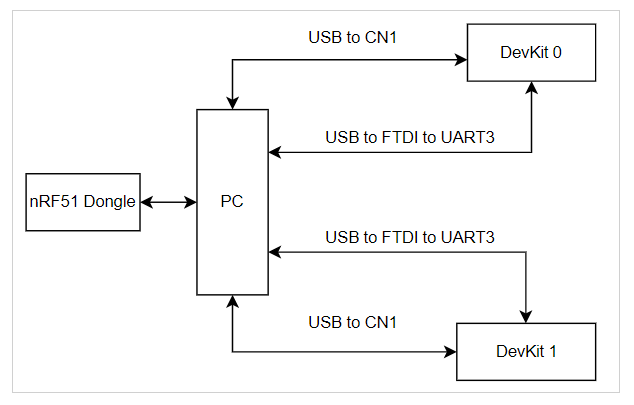 USB to CN1
DevKit 0
USB to FTDI to UART3
nRF51 Dongle
PC
USB to FTDI to UART3
USB to CN1
DevKit 1